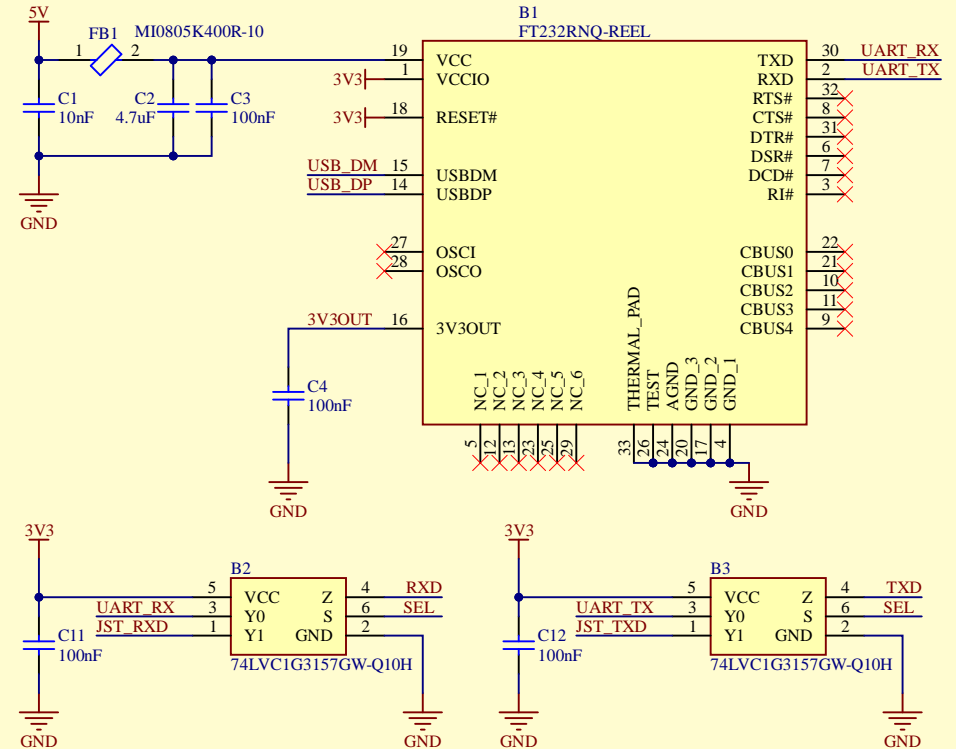 5V
FB1 MI0805K400R-10
1 2
C1
10nF
C2
4.7uF
C3
100nF
GND
B1
FT232RNQ-REEL
19 VCC
3V3 1 VCCIO
3V3 18 RESET#
USB_DM 15 USBDM
USB_DP 14 USBDP
27 OSCI
28 OSCO
3V3OUT 16 3V3OUT
C4
100nF
GND
TXD 30 UART_RX
RXD 2 UART_TX
RTS# 32
CTS# 8
DTR# 31
DSR# 6
DCD# 7
RI# 3
CBUS0 22
CBUS1 21
CBUS2 10
CBUS3 11
CBUS4 9
NC_1 5
NC_2 12
NC_3 13
NC_4 23
NC_5 25
NC_6 29
THERMAL_PAD 33
TEST 26
AGND 24
GND_3 20
GND_2 17
GND_1 4
GND
3V3
B2
5 VCC Z 4 RXD
UART_RX 3 Y0 S 6 SEL
JST_RXD 1 Y1 GND 2
C11
100nF
74LVC1G3157GW-Q10H
GND GND
3V3
B3
5 VCC Z 4 TXD
UART_TX 3 Y0 S 6 SEL
JST_TXD 1 Y1 GND 2
C12
100nF
74LVC1G3157GW-Q10H
GND GND